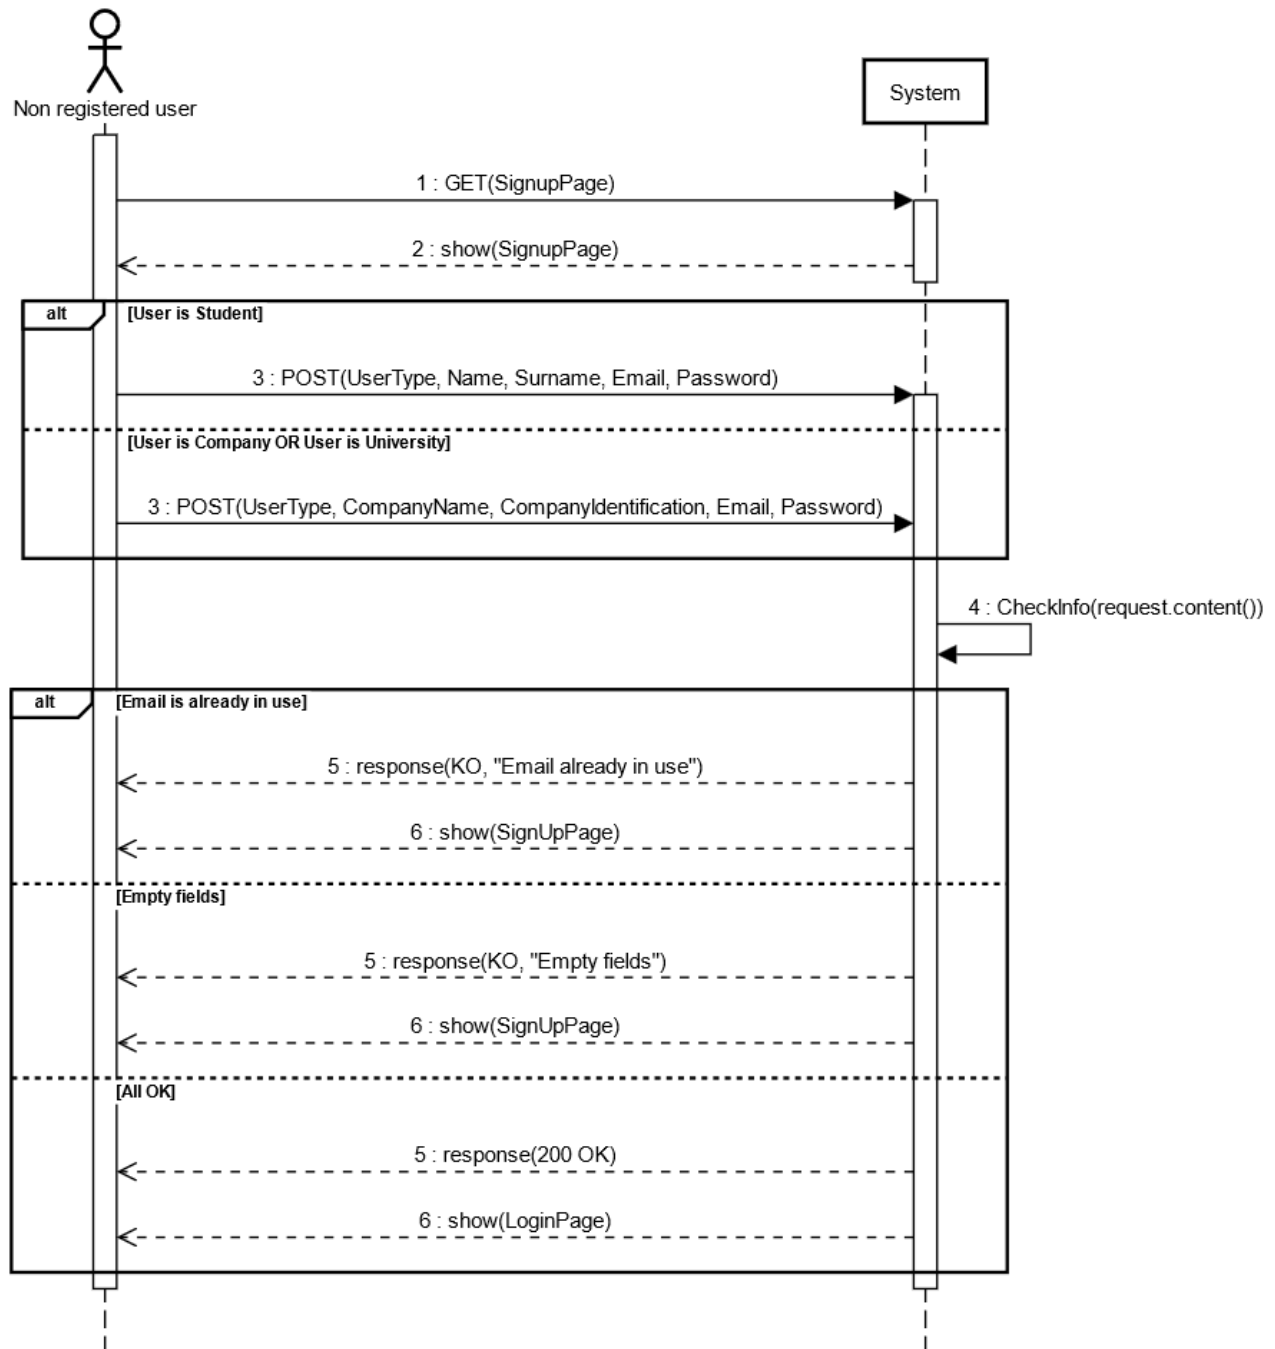 Non registered user
System
1 : GET(SignupPage)
2 : show(SignupPage)
alt
[User is Student]
3 : POST(UserType, Name, Surname, Email, Password)
[User is Company OR User is University]
3 : POST(UserType, CompanyName, CompanyIdentification, Email, Password)
4 : CheckInfo(request.content())
alt
[Email is already in use]
5 : response(KO, "Email already in use")
6 : show(SignUpPage)
[Empty fields]
5 : response(KO, "Empty fields")
6 : show(SignUpPage)
[All OK]
5 : response(200 OK)
6 : show(LoginPage)